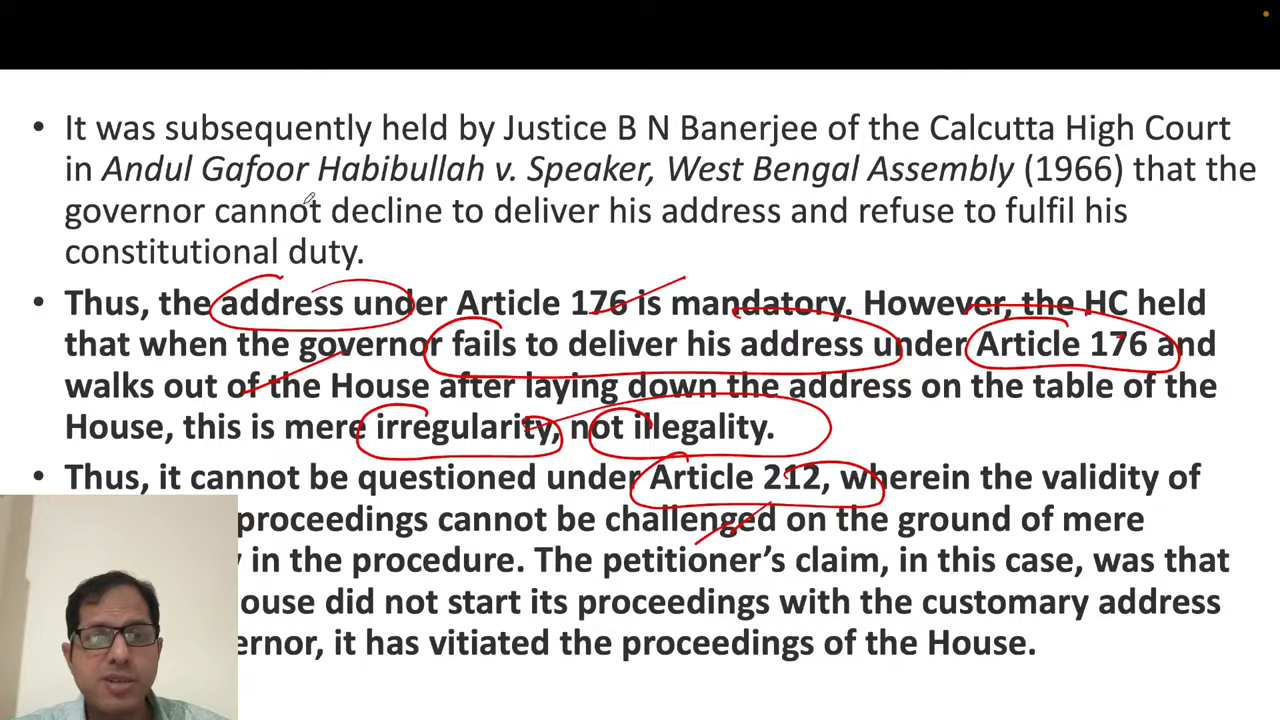 • It was subsequently held by Justice B N Banerjee of the Calcutta High Court
in Andul Gafoor Habibullah v. Speaker, West Bengal Assembly (1966) that the
governor cannot decline to deliver his address and refuse to fulfil his
constitutional duty.
• Thus, the address under Article 176 is mandatory. However, the HC held
that when the governor fails to deliver his address under Article 176 and
walks out of the House after laying down the address on the table of the
House, this is mere irregularity, not illegality.
• Thus, it cannot be questioned under Article 212, wherein the validity of
proceedings cannot be challenged on the ground of mere
in the procedure. The petitioner's claim, in this case, was that
did not start its proceedings with the customary address
it has vitiated the proceedings of the House.